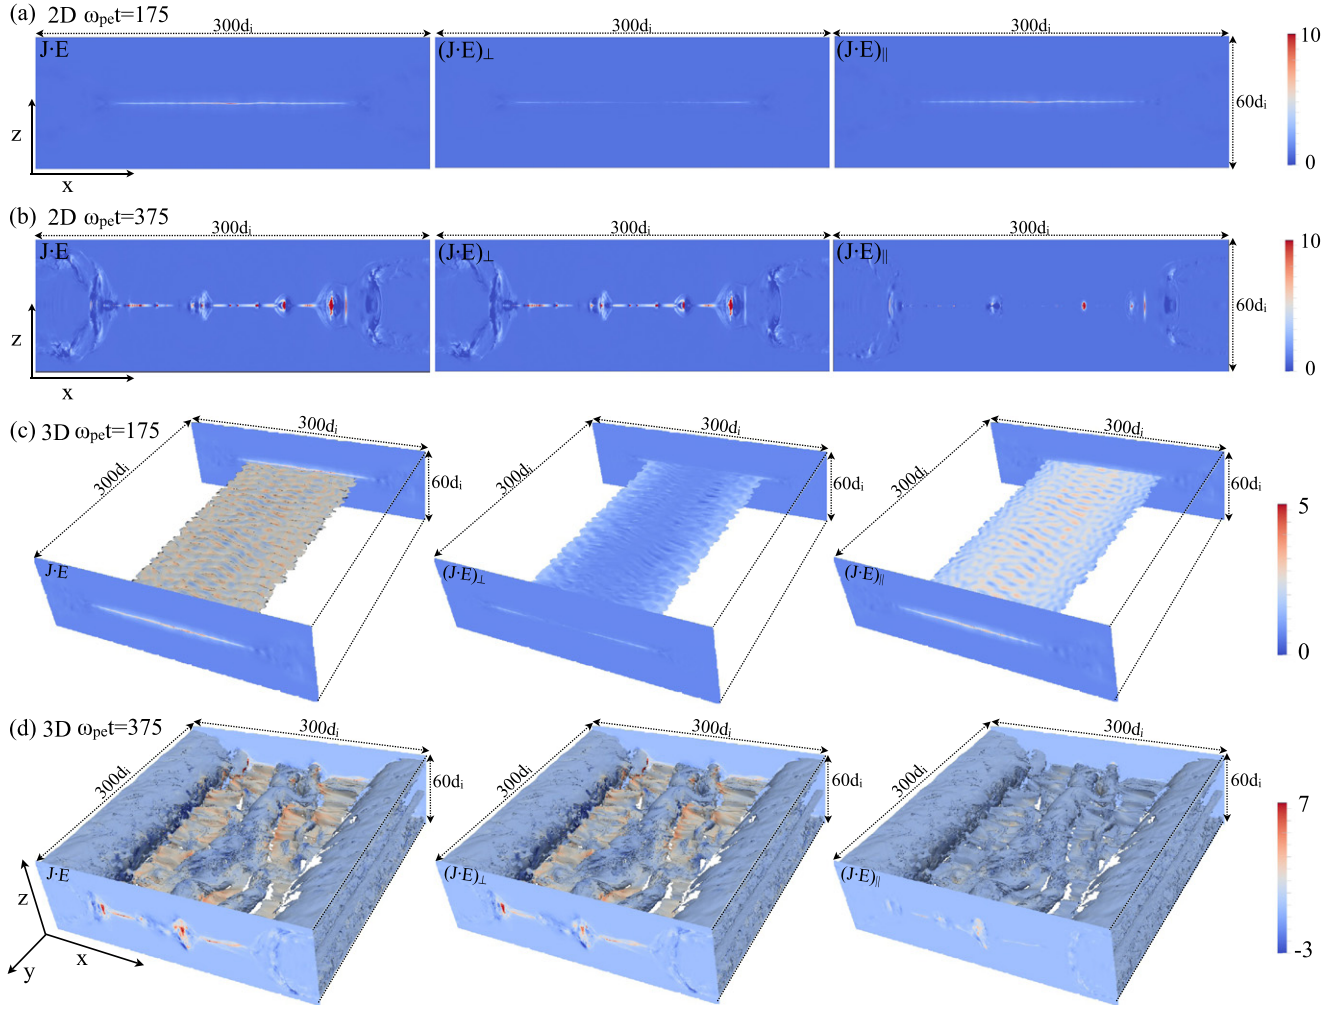 (a) 2D ωₚₑt=175
300dᵢ 300dᵢ 300dᵢ
J·E (J·E)⊥ (J·E)∥ 10
60dᵢ
z
0
x
(b) 2D ωₚₑt=375
300dᵢ 300dᵢ 300dᵢ
J·E (J·E)⊥ (J·E)∥ 10
60dᵢ
z
0
x
(c) 3D ωₚₑt=175
300dᵢ 300dᵢ 300dᵢ
300dᵢ 300dᵢ 300dᵢ
60dᵢ 60dᵢ 60dᵢ
5
J·E (J·E)⊥ (J·E)∥
0
(d) 3D ωₚₑt=375
300dᵢ 300dᵢ 300dᵢ
300dᵢ 300dᵢ 300dᵢ
60dᵢ 60dᵢ 60dᵢ
7
J·E (J·E)⊥ (J·E)∥
z
x
y
-3